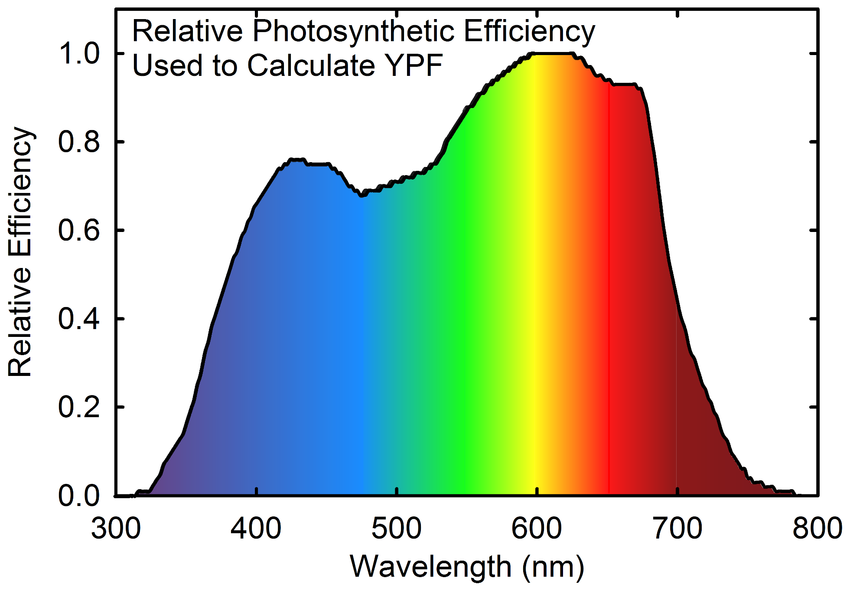 Relative Photosynthetic Efficiency
Used to Calculate YPF
Relative Efficiency
1.0
0.8
0.6
0.4
0.2
0.0
300 400 500 600 700 800
Wavelength (nm)